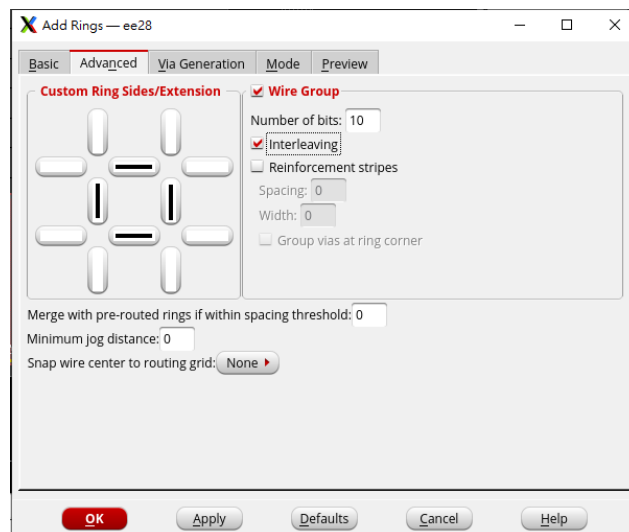 Add Rings — ee28
Basic Advanced Via Generation Mode Preview
Custom Ring Sides/Extension
Wire Group
Number of bits: 10
Interleaving
Reinforcement stripes
Spacing: 0
Width: 0
Group vias at ring corner
Merge with pre-routed rings if within spacing threshold: 0
Minimum jog distance: 0
Snap wire center to routing grid: None
OK Apply Defaults Cancel Help